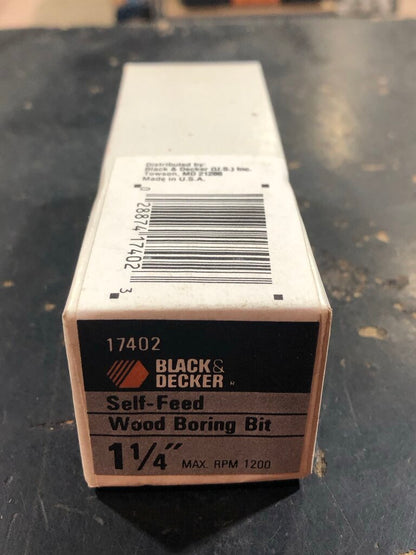 Distributed by:
Black & Decker (U.S.) Inc.
Towson, MD 21286
Made in U.S.A.
0 28874 17402 3
17402
BLACK&
DECKER
Self-Feed
Wood Boring Bit
1 1/4" MAX. RPM 1200